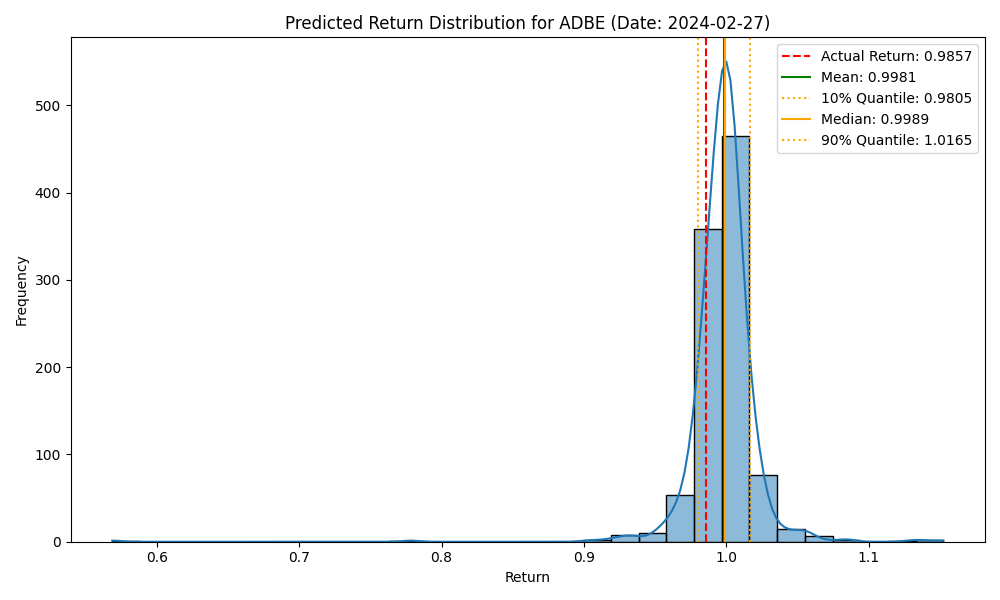 Predicted Return Distribution for ADBE (Date: 2024-02-27)
Actual Return: 0.9857
Mean: 0.9981
10% Quantile: 0.9805
Median: 0.9989
90% Quantile: 1.0165
Frequency
500
400
300
200
100
0
0.6 0.7 0.8 0.9 1.0 1.1
Return